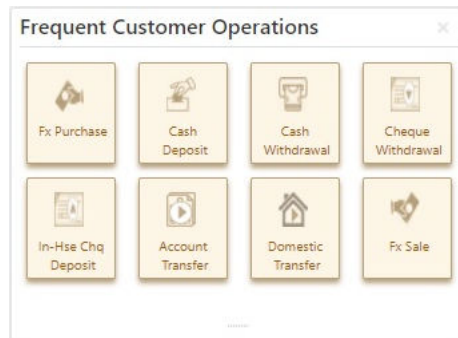 Frequent Customer Operations
Fx Purchase
Cash
Deposit
Cash
Withdrawal
Cheque
Withdrawal
In-Hse Chq
Deposit
Account
Transfer
Domestic
Transfer
Fx Sale